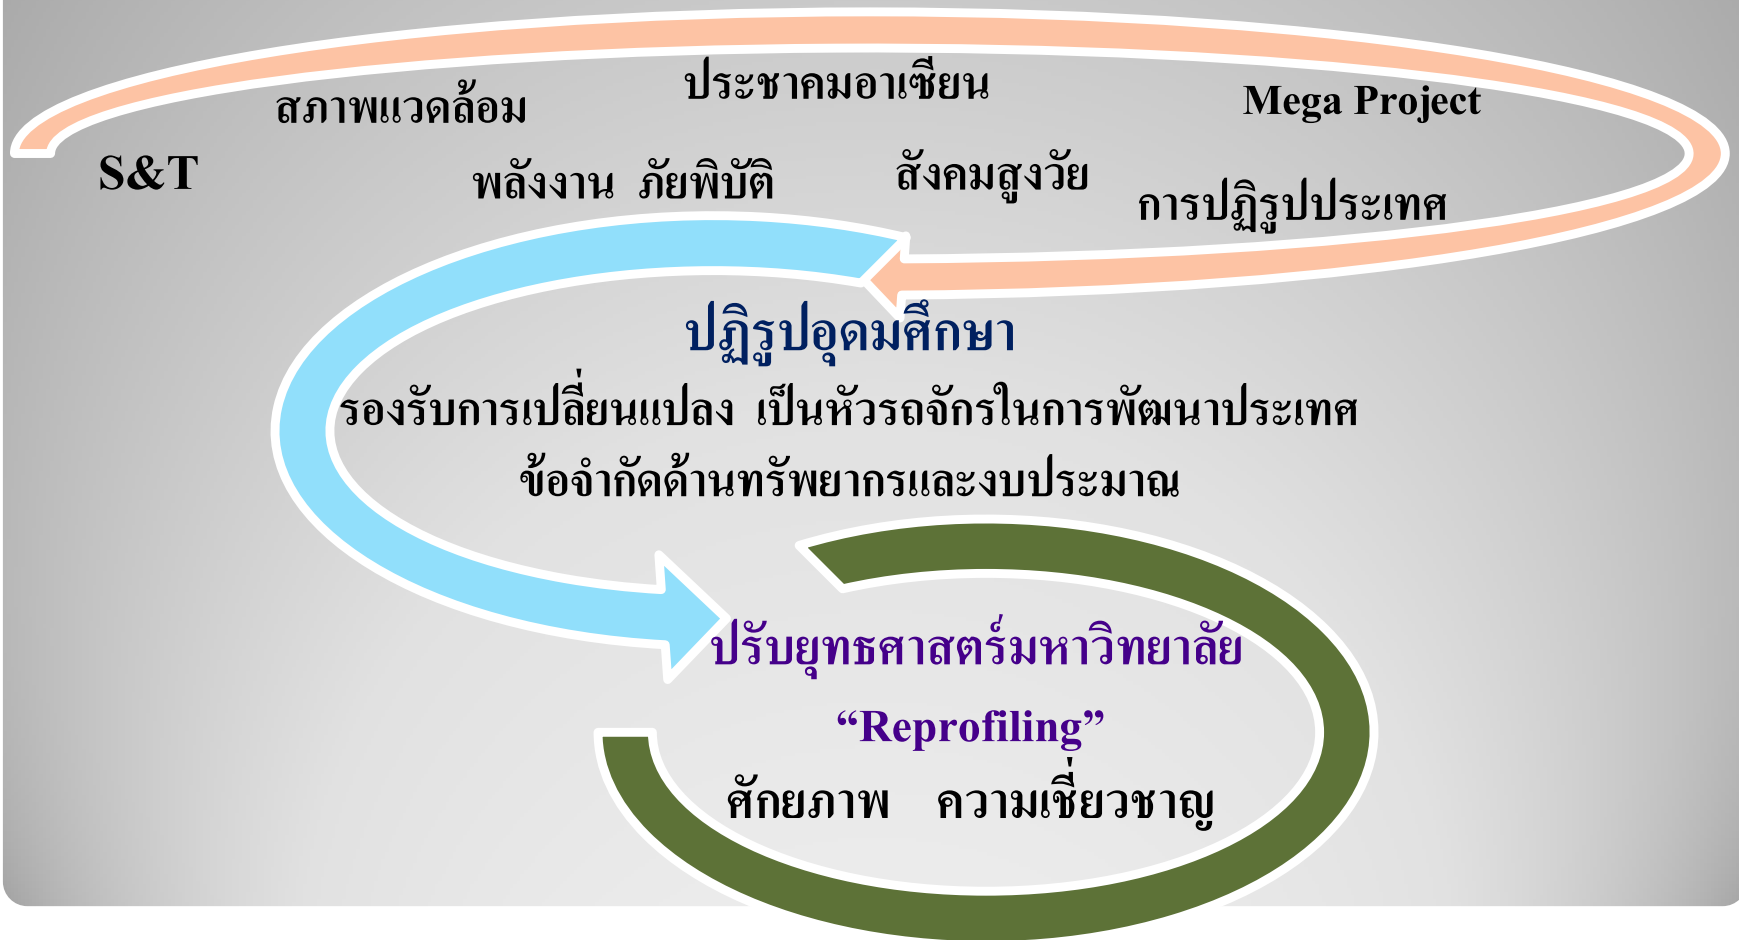 ประชาคมอาเซียน
สภาพแวดล้อม
Mega Project
S&T
พลังงาน ภัยพิบัติ
สังคมสูงวัย
การปฏิรูปประเทศ
ปฏิรูปอุดมศึกษา
รองรับการเปลี่ยนแปลง เป็นหัวรถจักรในการพัฒนาประเทศ
ข้อจำกัดด้านทรัพยากรและงบประมาณ
ปรับยุทธศาสตร์มหาวิทยาลัย
“Reprofiling”
ศักยภาพ ความเชี่ยวชาญ